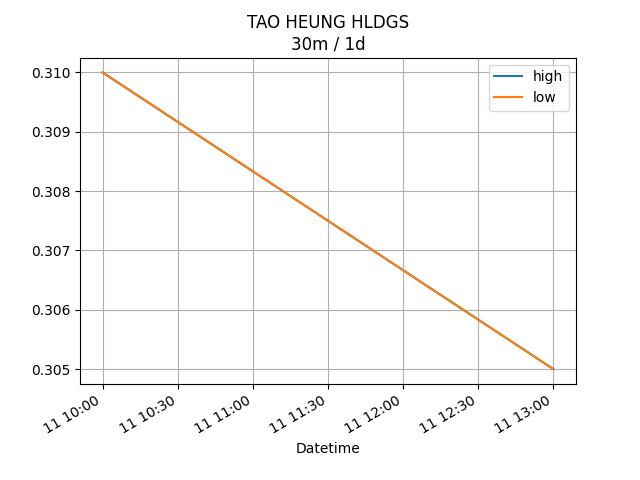 TAO HEUNG HLDGS
30m / 1d
high
low
0.310
0.309
0.308
0.307
0.306
0.305
11 10:00
11 10:30
11 11:00
11 11:30
11 12:00
11 12:30
11 13:00
Datetime